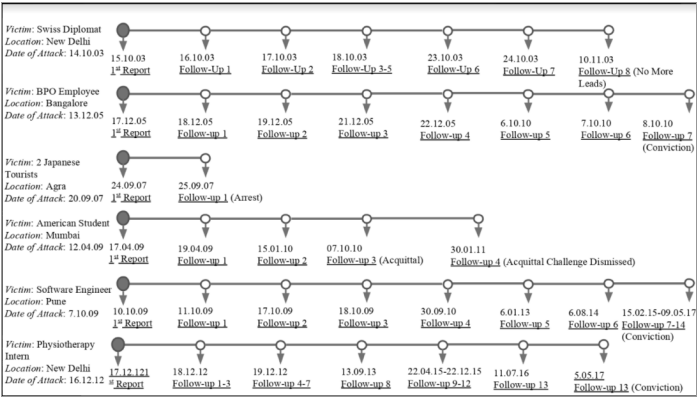 Victim: Swiss Diplomat
Location: New Delhi
Date of Attack: 14.10.03
15.10.03 16.10.03 17.10.03 18.10.03 23.10.03 24.10.03 10.11.03
1st Report Follow-Up 1 Follow-Up 2 Follow-Up 3-5 Follow-Up 6 Follow-Up 7 Follow-Up 8 (No More Leads)
Victim: BPO Employee
Location: Bangalore
Date of Attack: 13.12.05
17.12.05 18.12.05 19.12.05 21.12.05 22.12.05 6.10.10 7.10.10 8.10.10
1st Report Follow-up 1 Follow-up 2 Follow-up 3 Follow-up 4 Follow-up 5 Follow-up 6 Follow-up 7
(Conviction)
Victim: 2 Japanese
Tourists
Location: Agra
Date of Attack: 20.09.07
24.09.07 25.09.07
1st Report Follow-up 1 (Arrest)
Victim: American Student
Location: Mumbai
Date of Attack: 12.04.09
17.04.09 19.04.09 15.01.10 07.10.10 30.01.11
1st Report Follow-up 1 Follow-up 2 Follow-up 3 (Acquittal) Follow-up 4 (Acquittal Challenge Dismissed)
Victim: Software Engineer
Location: Pune
Date of Attack: 7.10.09
10.10.09 11.10.09 17.10.09 18.10.09 30.09.10 6.01.13 6.08.14 15.02.15-09.05.17
1st Report Follow-up 1 Follow-up 2 Follow-up 3 Follow-up 4 Follow-up 5 Follow-up 6 Follow-up 7-14
(Conviction)
Victim: Physiotherapy
Intern
Location: New Delhi
Date of Attack: 16.12.12
17.12.121 18.12.12 19.12.12 13.09.13 22.04.15-22.12.15 11.07.16 5.05.17
st Report Follow-up 1-3 Follow-up 4-7 Follow-up 8 Follow-up 9-12 Follow-up 13 Follow-up 13 (Conviction)